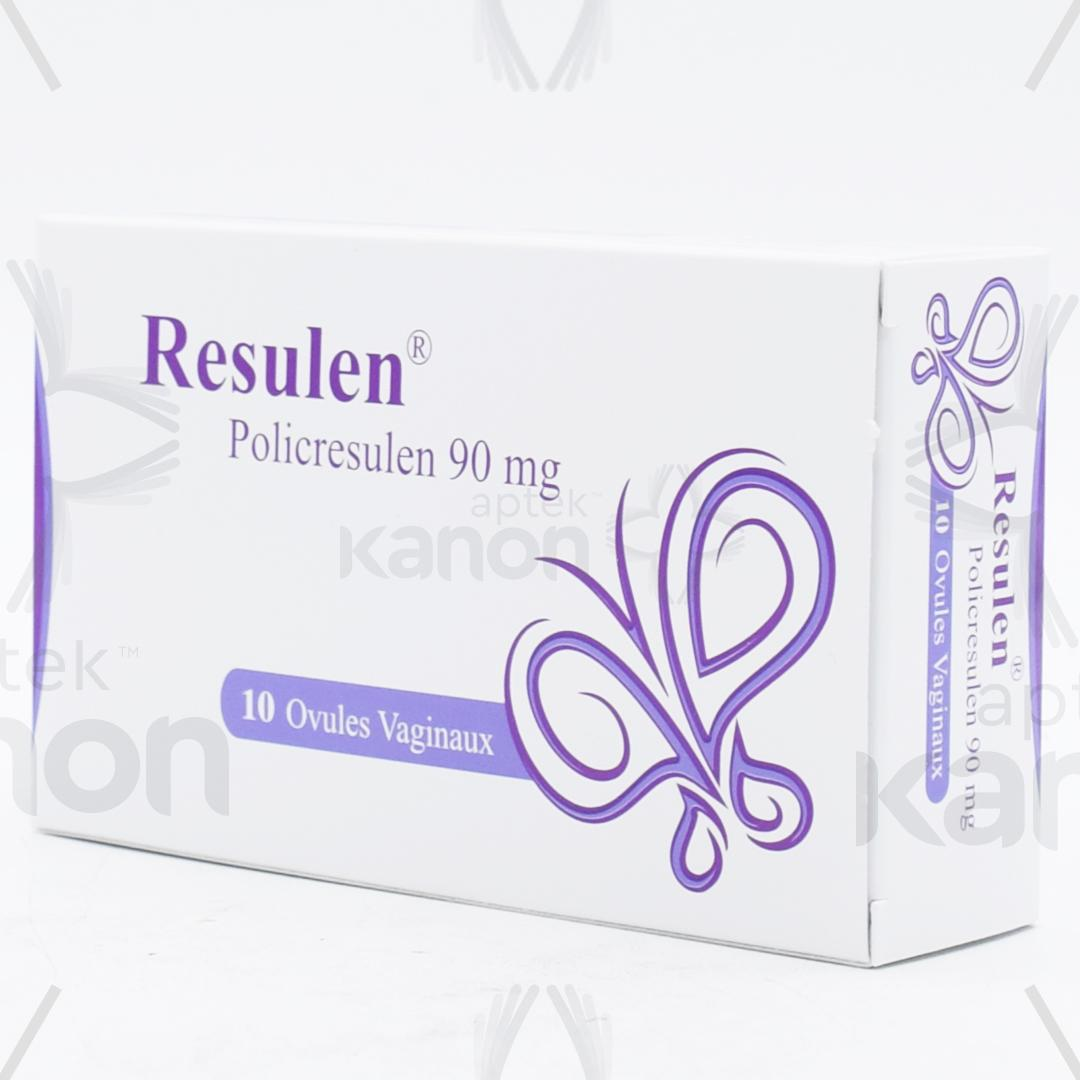 Resulen®
Policresulen 90 mg
10 Ovules Vaginaux
Resulen®
Policresulen 90 mg
10 Ovules Vaginaux
aptek™
kanon
tek™
non
apt
ka